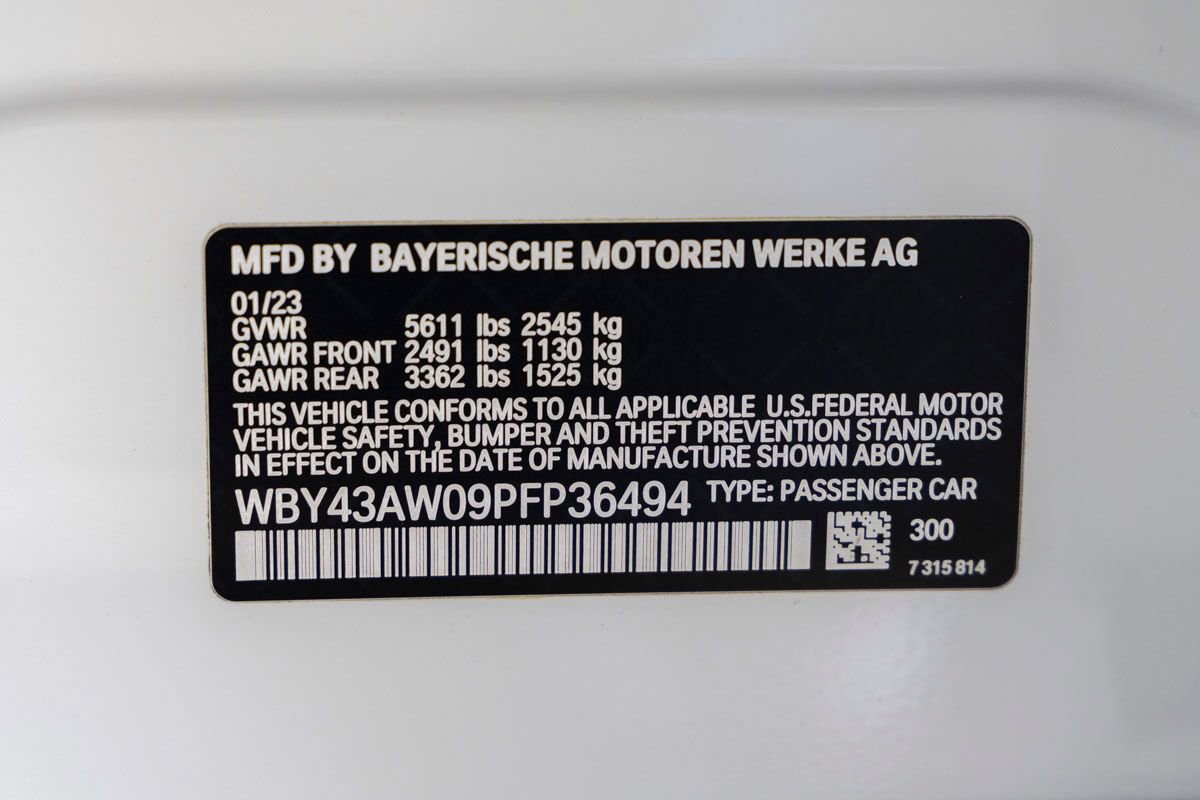 MFD BY BAYERISCHE MOTOREN WERKE AG
01/23
GVWR 5611 lbs 2545 kg
GAWR FRONT 2491 lbs 1130 kg
GAWR REAR 3362 lbs 1525 kg
THIS VEHICLE CONFORMS TO ALL APPLICABLE U.S.FEDERAL MOTOR
VEHICLE SAFETY, BUMPER AND THEFT PREVENTION STANDARDS
IN EFFECT ON THE DATE OF MANUFACTURE SHOWN ABOVE.
WBY43AW09PFP36494 TYPE: PASSENGER CAR
300
7 315 814